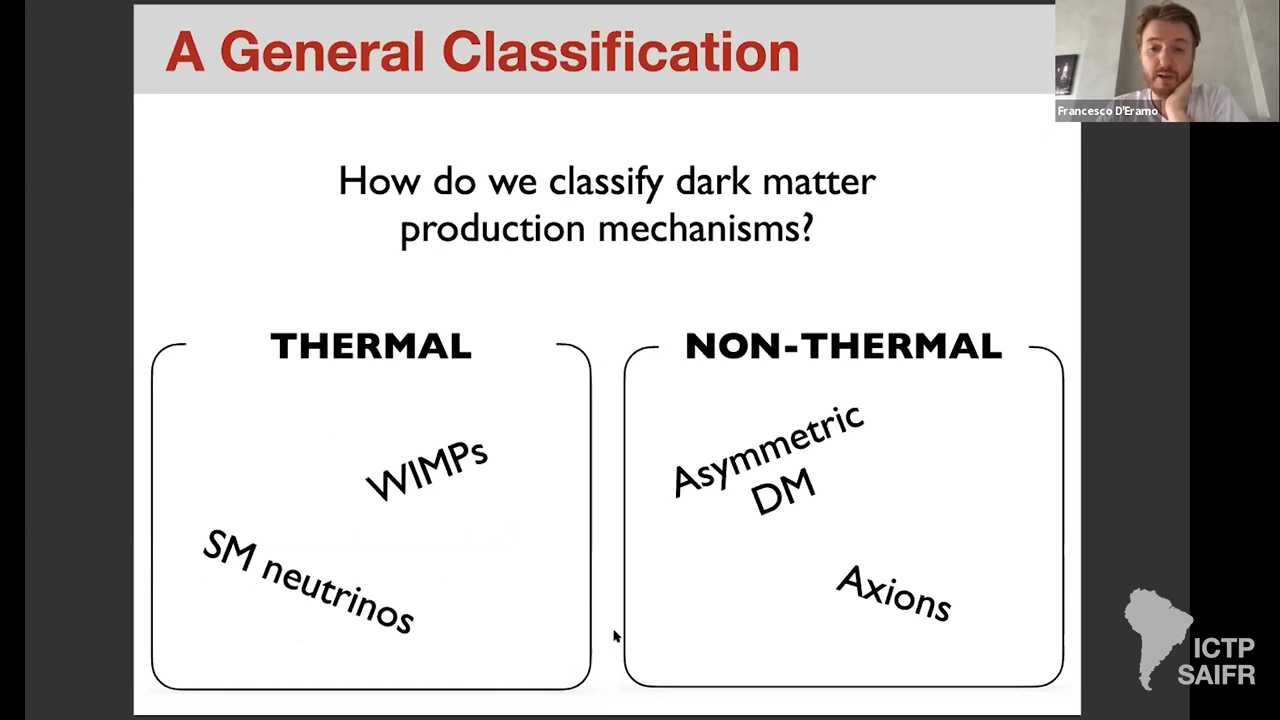 A General Classification
Francesco D'Eramo
How do we classify dark matter
production mechanisms?
THERMAL
WIMPs
SM neutrinos
NON-THERMAL
Asymmetric
DM
Axions
ICTP
SAIFR